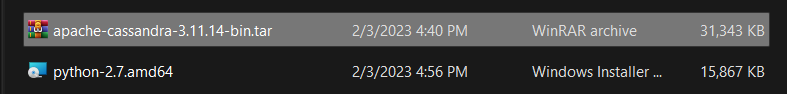 apache-cassandra-3.11.14-bin.tar 2/3/2023 4:40 PM WinRAR archive 31,343 KB
python-2.7.amd64 2/3/2023 4:56 PM Windows Installer ... 15,867 KB